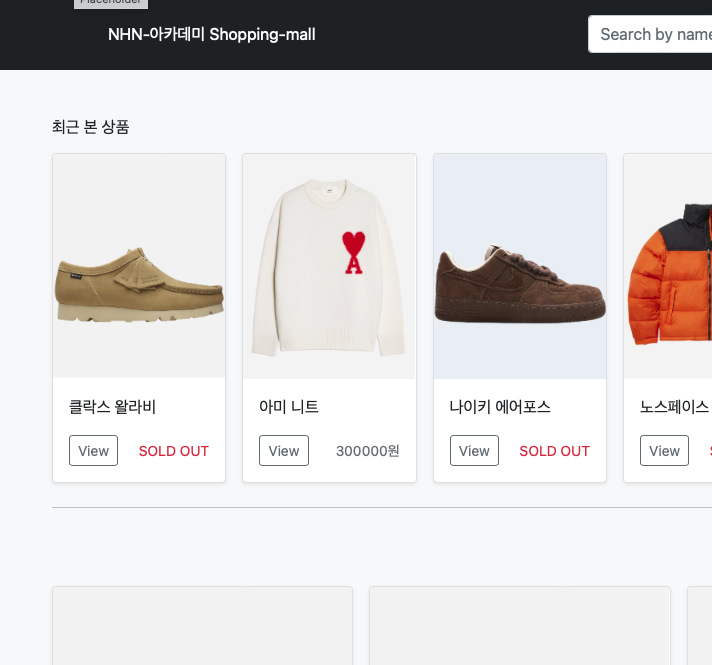 Placeholder
NHN-아카데미 Shopping-mall
Search by name
최근 본 상품
A
클락스 왈라비
View
SOLD OUT
아미 니트
View
300000원
나이키 에어포스
View
SOLD OUT
노스페이스
View